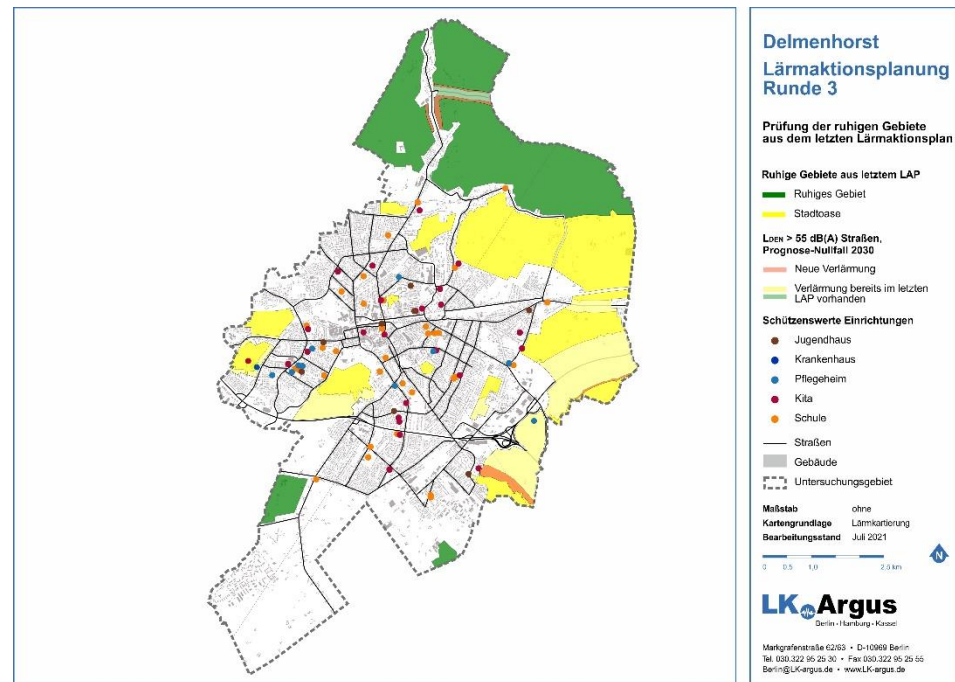 Delmenhorst
Lärmaktionsplanung
Runde 3
Prüfung der ruhigen Gebiete
aus dem letzten Lärmaktionsplan
Ruhige Gebiete aus letztem LAP
Ruhiges Gebiet
Stadtoase
LDEN > 55 dB(A) Straßen,
Prognose-Nullfall 2030
Neue Verlärmung
Verlärmung bereits im letzten
LAP vorhanden
Schützenswerte Einrichtungen
Jugendhaus
Krankenhaus
Pflegeheim
Kita
Schule
Straßen
Gebäude
Untersuchungsgebiet
Maßstab ohne
Kartengrundlage Lärmkartierung
Bearbeitungsstand Juli 2021
0 0.5 1,0 2,0 km
N
LK Argus
Berlin • Hamburg • Kassel
Markgrafenstraße 62/63 • D-10969 Berlin
Tel. 030.322 95 25 30 • Fax 030.322 95 25 55
Berlin@LK-argus.de • www.LK-argus.de